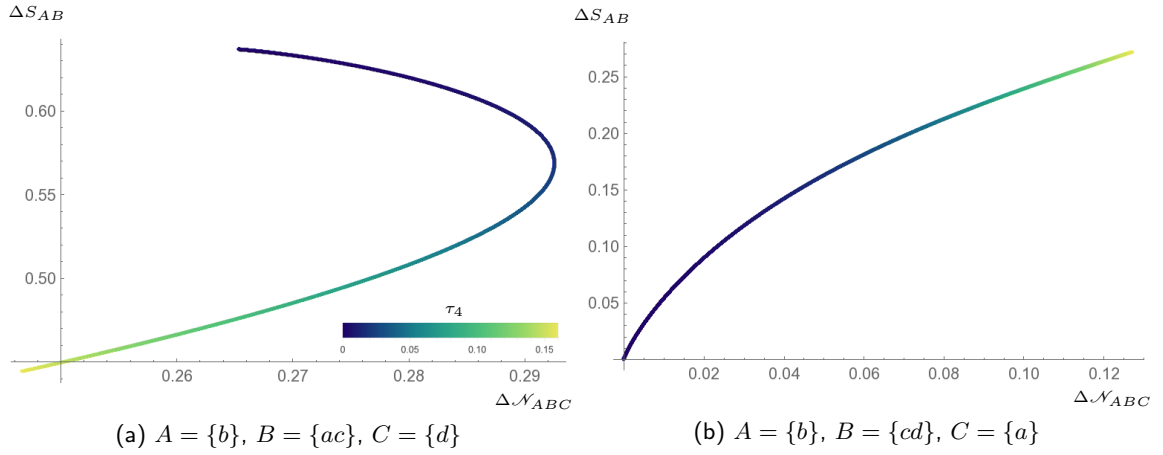 ΔS_AB
0.60
0.55
0.50
τ₄
0 0.05 0.10 0.15
0.26 0.27 0.28 0.29
Δ𝒩_ABC
(a) A = {b}, B = {ac}, C = {d}
ΔS_AB
0.25
0.20
0.15
0.10
0.05
0.02 0.04 0.06 0.08 0.10 0.12
Δ𝒩_ABC
(b) A = {b}, B = {cd}, C = {a}